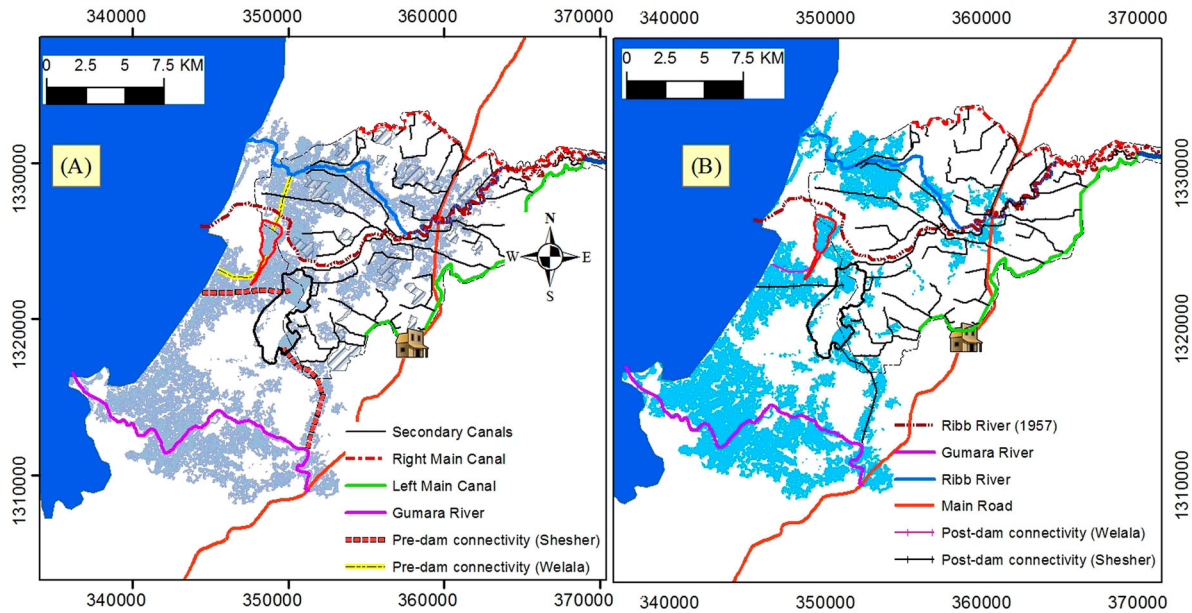 340000 350000 360000 370000 340000 350000 360000 370000
0 2.5 5 7.5 KM
0 2.5 5 7.5 KM
(A)
(B)
1330000
1320000
1310000
1330000
1320000
1310000
N
W E
S
Secondary Canals
Right Main Canal
Left Main Canal
Gumara River
Pre-dam connectivity (Shesher)
Pre-dam connectivity (Welala)
Ribb River (1957)
Gumara River
Ribb River
Main Road
Post-dam connectivity (Welala)
Post-dam connectivity (Shesher)
340000 350000 360000 370000 340000 350000 360000 370000